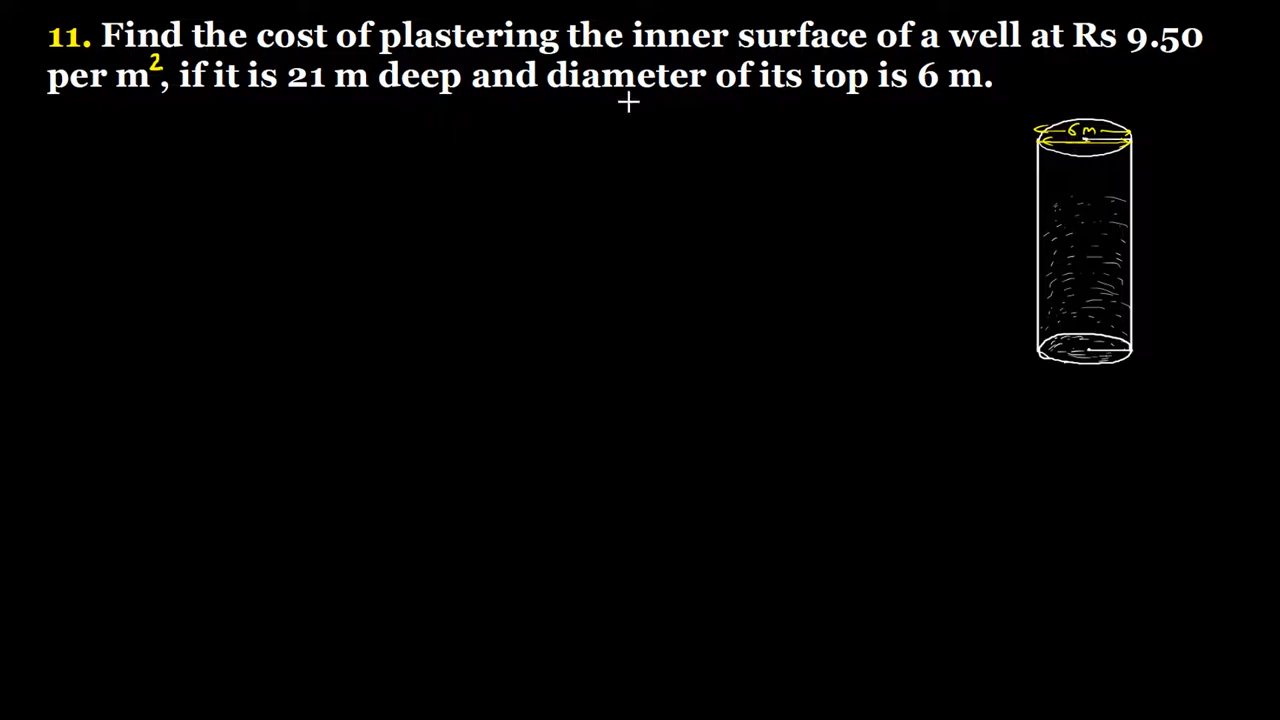 11. Find the cost of plastering the inner surface of a well at Rs 9.50
per m², if it is 21 m deep and diameter of its top is 6 m.
6 m